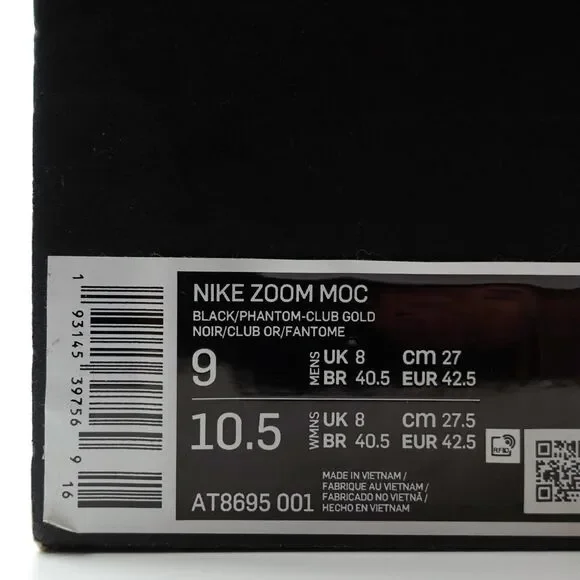 NIKE ZOOM MOC
BLACK/PHANTOM-CLUB GOLD
NOIR/CLUB OR/FANTOME
9 MENS UK 8 cm 27
BR 40.5 EUR 42.5
10.5 WMNS UK 8 cm 27.5
BR 40.5 EUR 42.5
RFID
AT8695 001
MADE IN VIETNAM /
FABRIQUE AU VIETNAM /
FABRICADO NO VIETNÃ /
HECHO EN VIETNAM
1 93145 39756 9 16